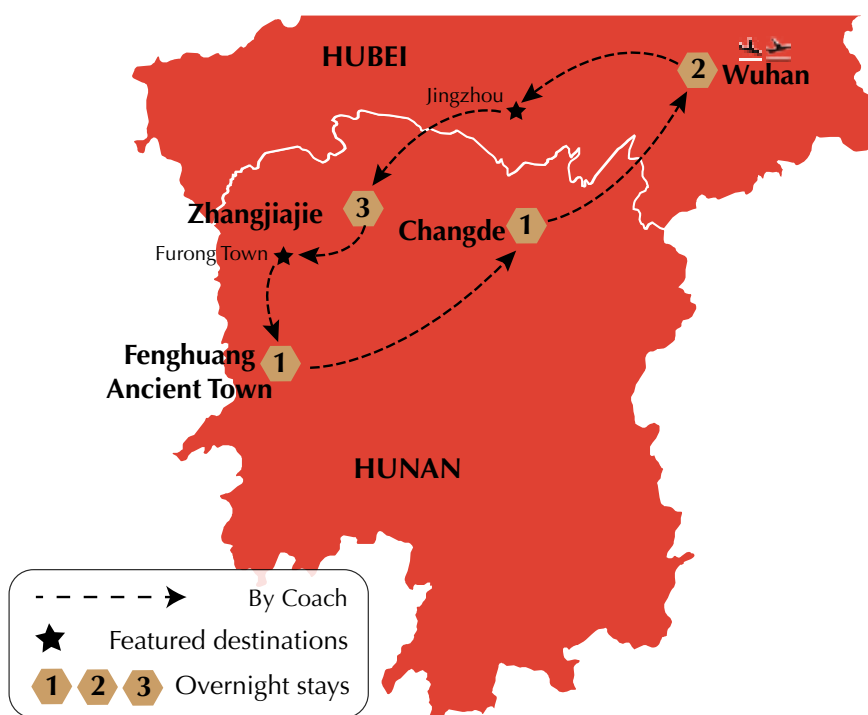 HUBEI
2
Wuhan
Jingzhou
Zhangjiajie
3
Changde
1
Furong Town
Fenghuang
Ancient Town
1
HUNAN
By Coach
Featured destinations
1 2 3 Overnight stays